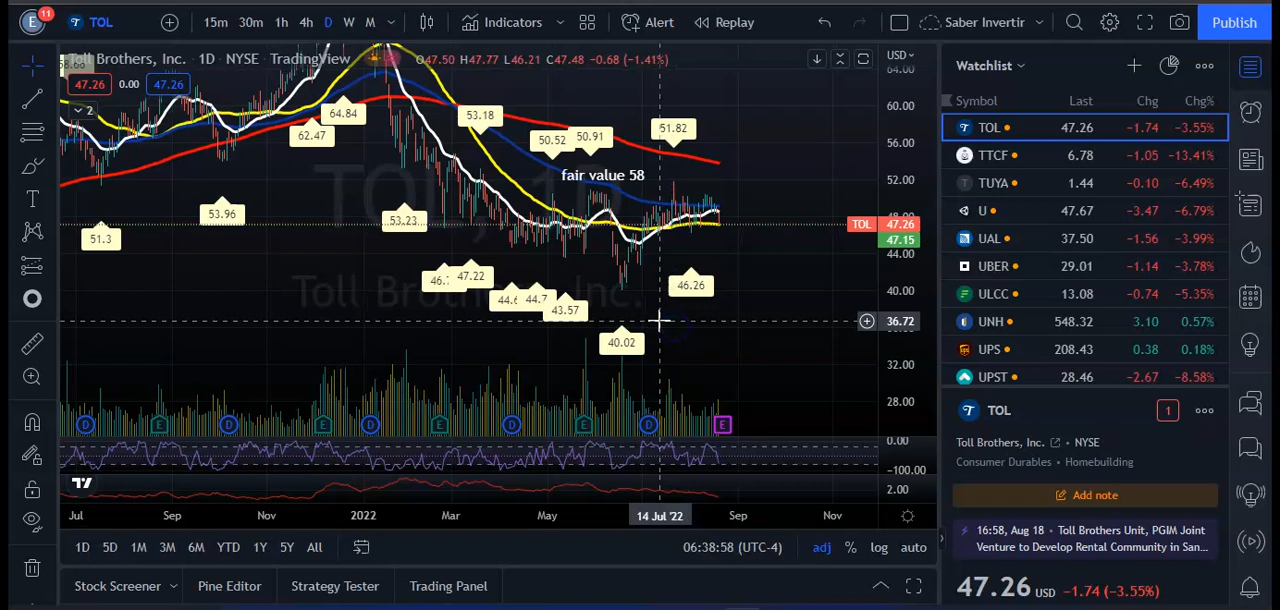 E 11 TOL 15m 30m 1h 4h D W M Indicators Alert Replay Saber Invertir Publish
Toll Brothers, Inc. · 1D · NYSE · TradingView O47.50 H47.77 L46.21 C47.48 −0.68 (−1.41%) USD
47.26 0.00 47.26
2
64.00
60.00
56.00
52.00
48.00
44.00
40.00
36.72
32.00
28.00
0.00
−100.00
2.00
TOL 47.26
47.15
64.84
62.47
53.18
50.52 50.91 51.82
fair value 58
53.96
53.23
51.3
47.22
46.26
43.57
40.02
TOL, 1D
Toll Brothers, Inc.
D E D E D E D E D E
Jul Sep Nov 2022 Mar May 14 Jul '22 Sep Nov
1D 5D 1M 3M 6M YTD 1Y 5Y All 06:38:58 (UTC-4) adj % log auto
Stock Screener Pine Editor Strategy Tester Trading Panel
Watchlist
Symbol Last Chg Chg%
TOL 47.26 −1.74 −3.55%
TTCF 6.78 −1.05 −13.41%
TUYA 1.44 −0.10 −6.49%
U 47.67 −3.47 −6.79%
UAL 37.50 −1.56 −3.99%
UBER 29.01 −1.14 −3.78%
ULCC 13.08 −0.74 −5.35%
UNH 548.32 3.10 0.57%
UPS 208.43 0.38 0.18%
UPST 28.46 −2.67 −8.58%
TOL 1
Toll Brothers, Inc. • NYSE
Consumer Durables • Homebuilding
Add note
16:58, Aug 18 • Toll Brothers Unit, PGIM Joint
Venture to Develop Rental Community in San...
47.26 USD −1.74 (−3.55%)